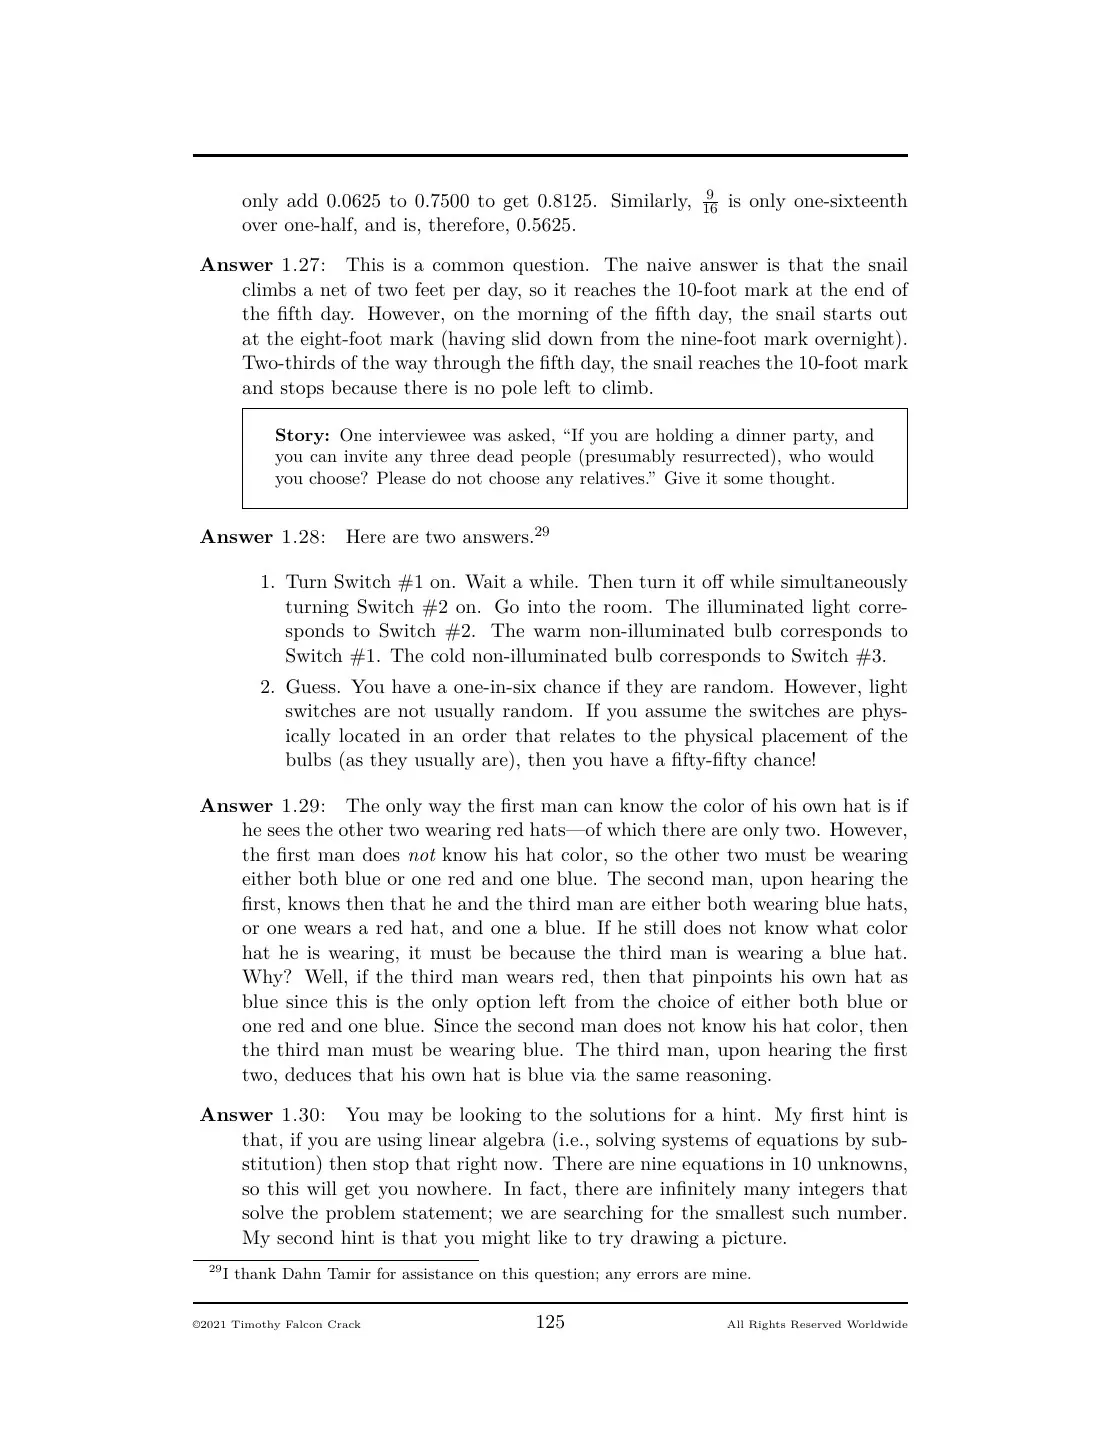 only add 0.0625 to 0.7500 to get 0.8125. Similarly, 9/16 is only one-sixteenth
over one-half, and is, therefore, 0.5625.
Answer 1.27: This is a common question. The naive answer is that the snail
climbs a net of two feet per day, so it reaches the 10-foot mark at the end of
the fifth day. However, on the morning of the fifth day, the snail starts out
at the eight-foot mark (having slid down from the nine-foot mark overnight).
Two-thirds of the way through the fifth day, the snail reaches the 10-foot mark
and stops because there is no pole left to climb.
Story: One interviewee was asked, “If you are holding a dinner party, and
you can invite any three dead people (presumably resurrected), who would
you choose? Please do not choose any relatives.” Give it some thought.
Answer 1.28: Here are two answers.29
1. Turn Switch #1 on. Wait a while. Then turn it off while simultaneously
turning Switch #2 on. Go into the room. The illuminated light corre-
sponds to Switch #2. The warm non-illuminated bulb corresponds to
Switch #1. The cold non-illuminated bulb corresponds to Switch #3.
2. Guess. You have a one-in-six chance if they are random. However, light
switches are not usually random. If you assume the switches are phys-
ically located in an order that relates to the physical placement of the
bulbs (as they usually are), then you have a fifty-fifty chance!
Answer 1.29: The only way the first man can know the color of his own hat is if
he sees the other two wearing red hats—of which there are only two. However,
the first man does not know his hat color, so the other two must be wearing
either both blue or one red and one blue. The second man, upon hearing the
first, knows then that he and the third man are either both wearing blue hats,
or one wears a red hat, and one a blue. If he still does not know what color
hat he is wearing, it must be because the third man is wearing a blue hat.
Why? Well, if the third man wears red, then that pinpoints his own hat as
blue since this is the only option left from the choice of either both blue or
one red and one blue. Since the second man does not know his hat color, then
the third man must be wearing blue. The third man, upon hearing the first
two, deduces that his own hat is blue via the same reasoning.
Answer 1.30: You may be looking to the solutions for a hint. My first hint is
that, if you are using linear algebra (i.e., solving systems of equations by sub-
stitution) then stop that right now. There are nine equations in 10 unknowns,
so this will get you nowhere. In fact, there are infinitely many integers that
solve the problem statement; we are searching for the smallest such number.
My second hint is that you might like to try drawing a picture.
29I thank Dahn Tamir for assistance on this question; any errors are mine.
©2021 Timothy Falcon Crack 125 All Rights Reserved Worldwide